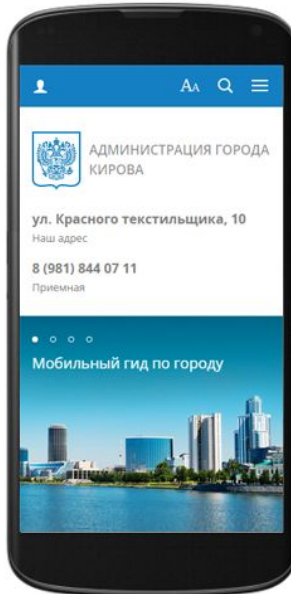 AA
АДМИНИСТРАЦИЯ ГОРОДА
КИРОВА
ул. Красного текстильщика, 10
Наш адрес
8 (981) 844 07 11
Приемная
Мобильный гид по городу